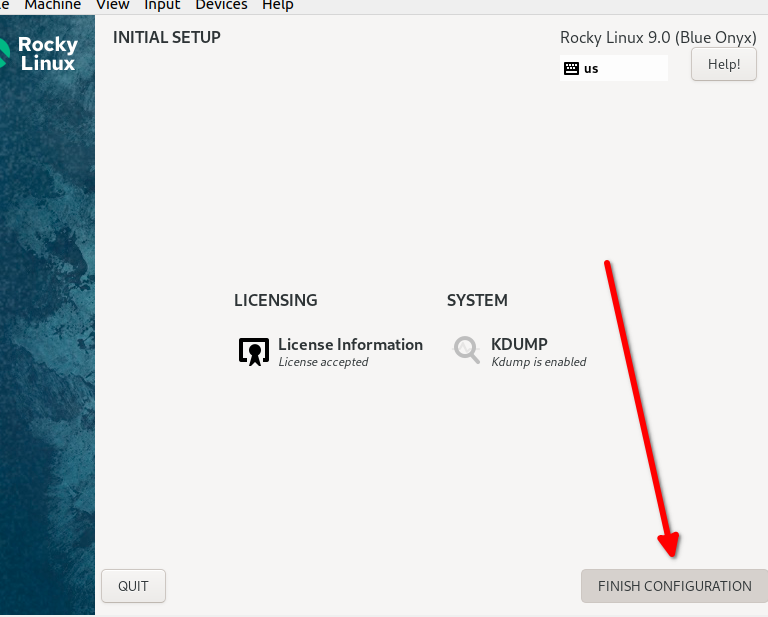 Machine View Input Devices Help
Rocky
Linux
INITIAL SETUP
Rocky Linux 9.0 (Blue Onyx)
us
Help!
LICENSING
SYSTEM
License Information
License accepted
KDUMP
Kdump is enabled
QUIT
FINISH CONFIGURATION